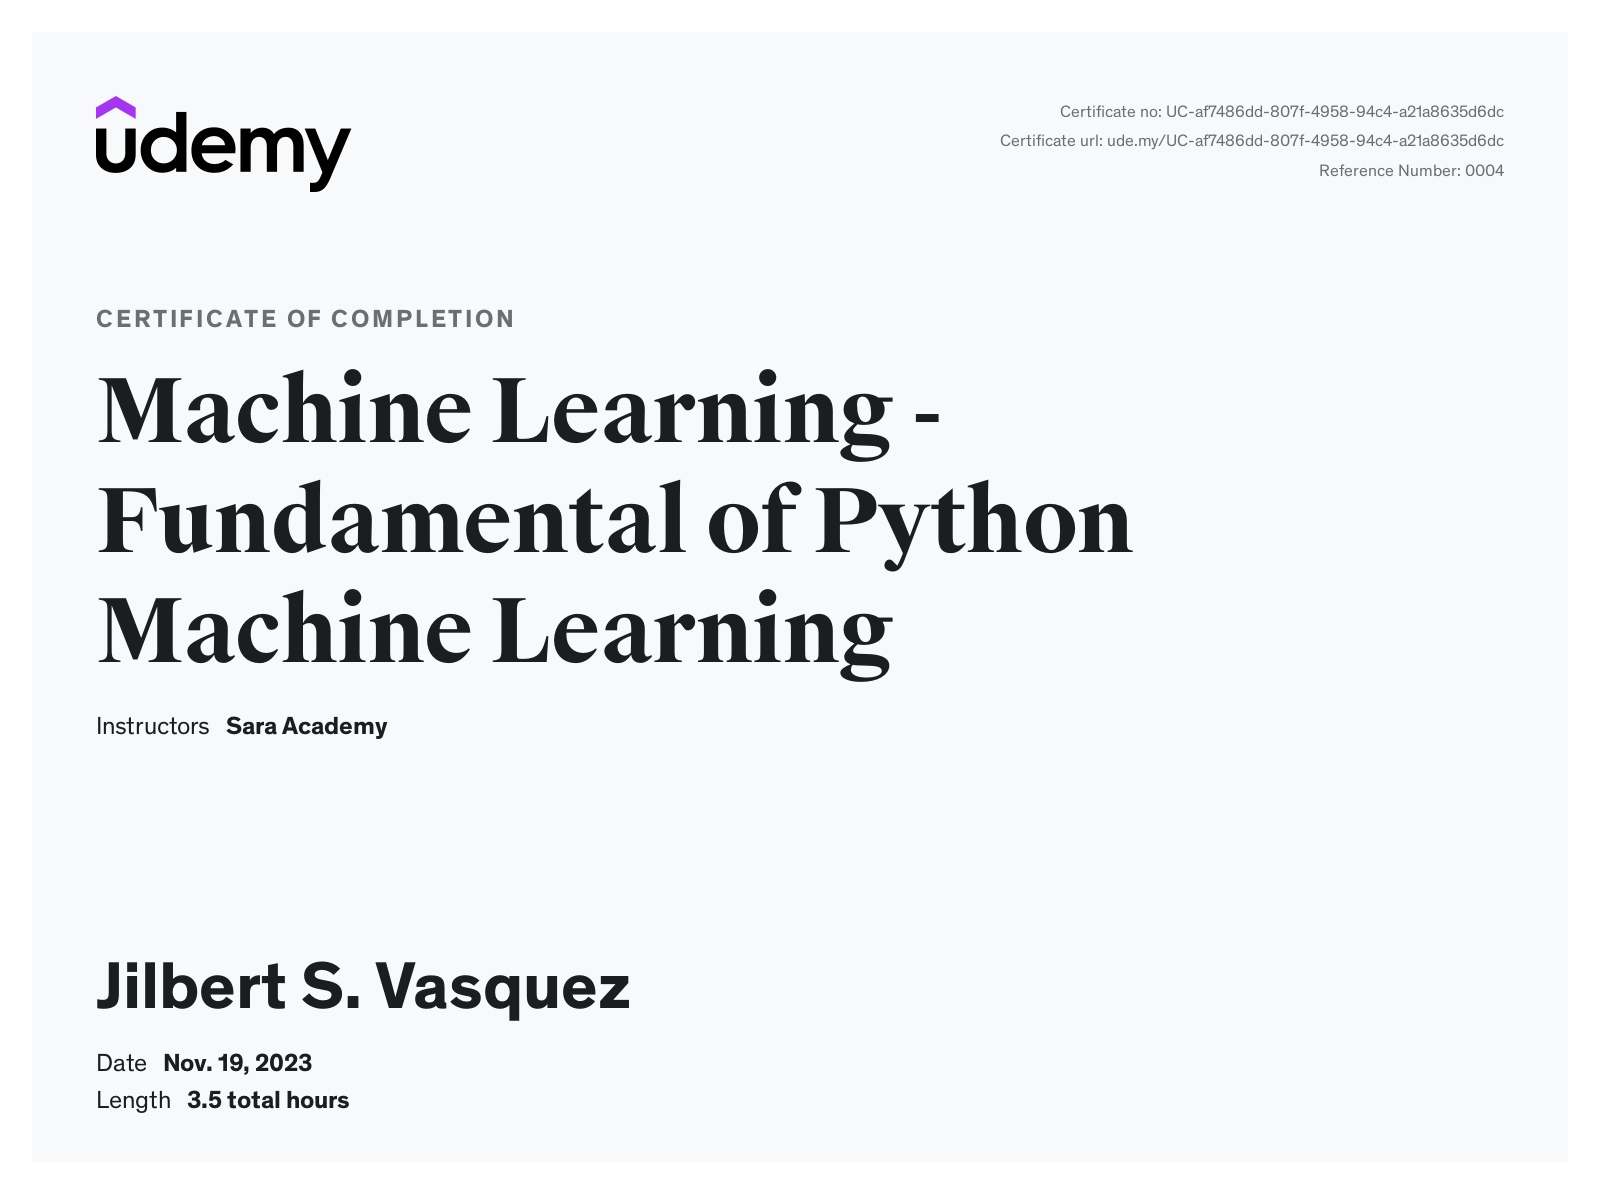 udemy
Certificate no: UC-af7486dd-807f-4958-94c4-a21a8635d6dc
Certificate url: ude.my/UC-af7486dd-807f-4958-94c4-a21a8635d6dc
Reference Number: 0004
CERTIFICATE OF COMPLETION
Machine Learning -
Fundamental of Python
Machine Learning
Instructors Sara Academy
Jilbert S. Vasquez
Date Nov. 19, 2023
Length 3.5 total hours